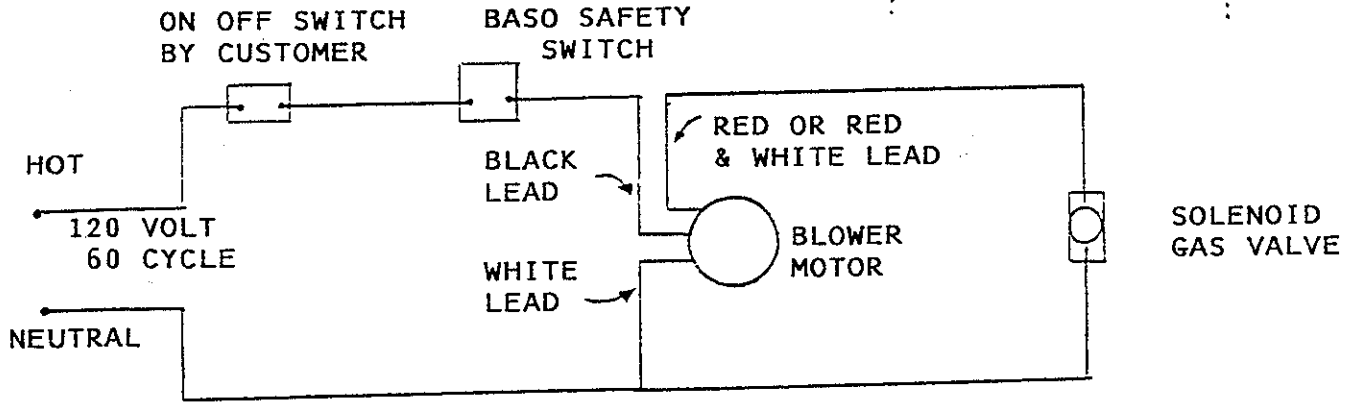 ON OFF SWITCH
BY CUSTOMER
BASO SAFETY
SWITCH
RED OR RED
& WHITE LEAD
HOT
BLACK
LEAD
120 VOLT
60 CYCLE
BLOWER
MOTOR
SOLENOID
GAS VALVE
WHITE
LEAD
NEUTRAL